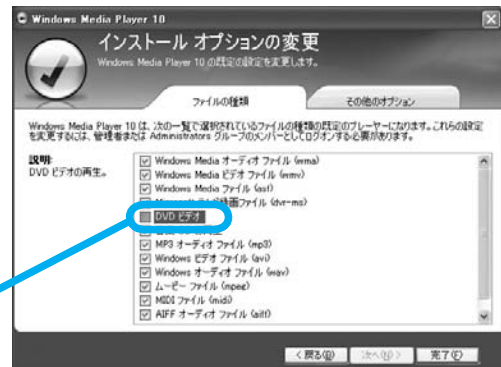 Windows Media Player 10
インストール オプションの変更
Windows Media Player 10 の既定の設定を変更します。
ファイルの種類
その他のオプション
Windows Media Player 10 は、次の一覧で選択されているファイルの種類の既定のプレーヤーになります。これらの設定
を変更するには、管理者または Administrators グループのメンバーとしてログオンする必要があります。
説明:
DVD ビデオの再生。
Windows Media オーディオ ファイル (wma)
Windows Media ビデオ ファイル (wmv)
Windows Media ファイル (asf)
録画ファイル (dvr-ms)
DVD ビデオ
MP3 オーディオ ファイル (mp3)
Windows ビデオ ファイル (avi)
Windows オーディオ ファイル (wav)
ムービー ファイル (mpeg)
MIDI ファイル (midi)
AIFF オーディオ ファイル (aiff)
< 戻る(B)
次へ(N) >
完了(F)